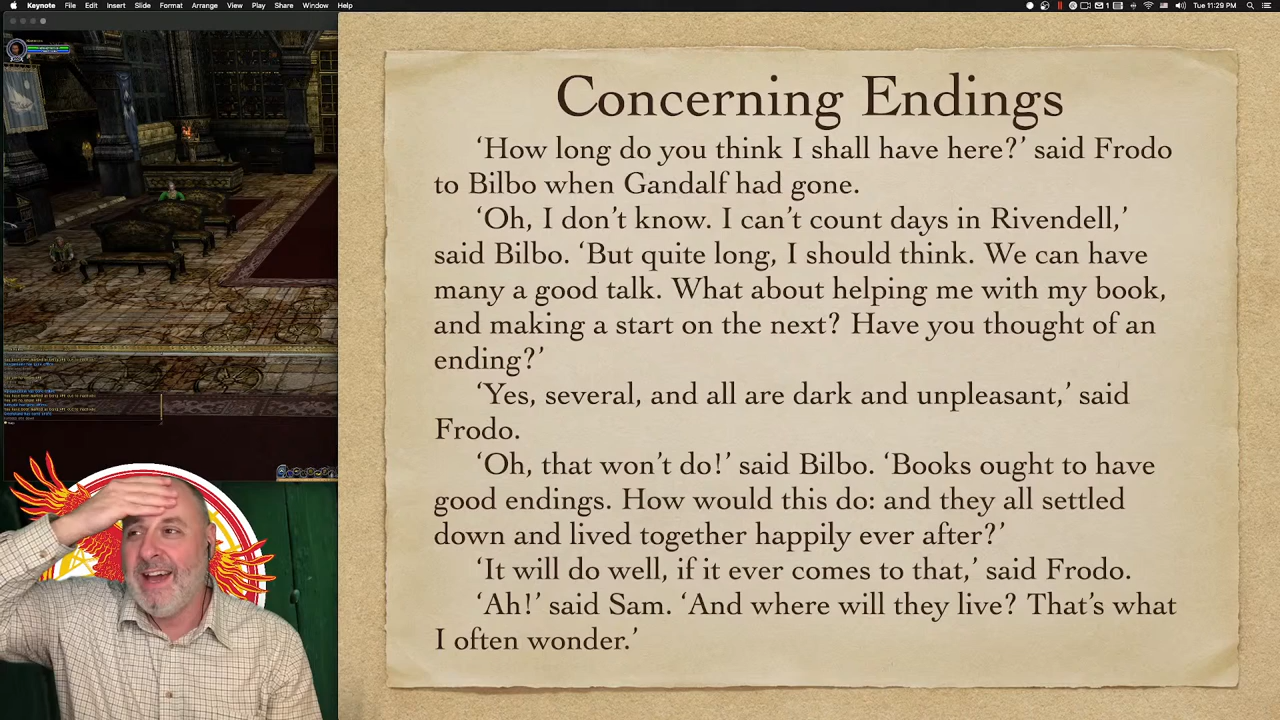 Keynote File Edit Insert Slide Format Arrange View Play Share Window Help
1 Tue 11:29 PM
Concerning Endings
‘How long do you think I shall have here?’ said Frodo
to Bilbo when Gandalf had gone.
‘Oh, I don’t know. I can’t count days in Rivendell,’
said Bilbo. ‘But quite long, I should think. We can have
many a good talk. What about helping me with my book,
and making a start on the next? Have you thought of an
ending?’
‘Yes, several, and all are dark and unpleasant,’ said
Frodo.
‘Oh, that won’t do!’ said Bilbo. ‘Books ought to have
good endings. How would this do: and they all settled
down and lived together happily ever after?’
‘It will do well, if it ever comes to that,’ said Frodo.
‘Ah!’ said Sam. ‘And where will they live? That’s what
I often wonder.’